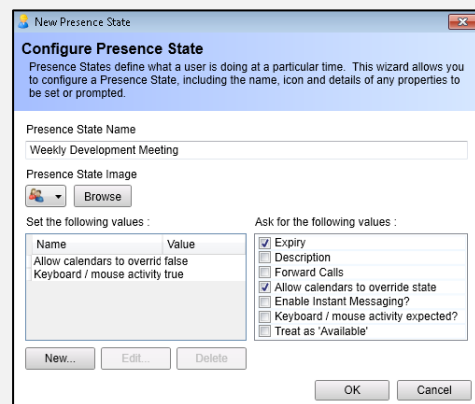 New Presence State
Configure Presence State
Presence States define what a user is doing at a particular time. This wizard allows you
to configure a Presence State, including the name, icon and details of any properties to
be set or prompted.
Presence State Name
Weekly Development Meeting
Presence State Image
Browse
Set the following values :
Name Value
Allow calendars to overrid false
Keyboard / mouse activity true
New... Edit... Delete
Ask for the following values :
Expiry
Description
Forward Calls
Allow calendars to override state
Enable Instant Messaging?
Keyboard / mouse activity expected?
Treat as 'Available'
OK Cancel